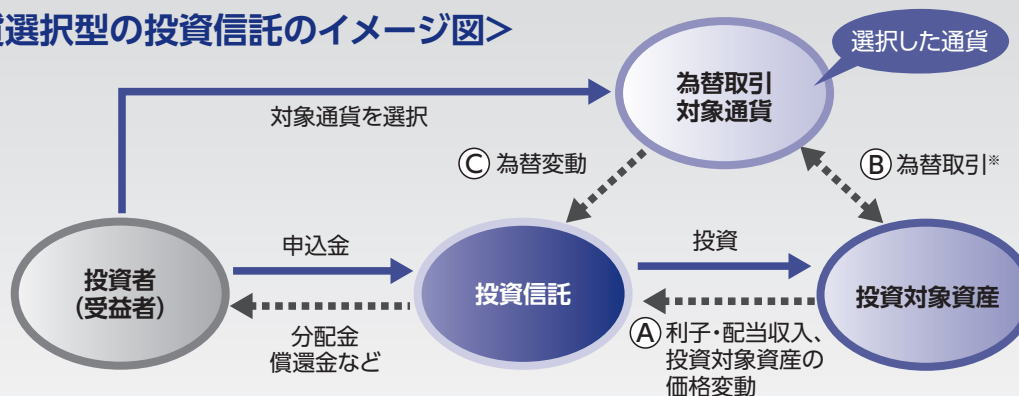 貨選択型の投資信託のイメージ図>
選択した通貨
為替取引
対象通貨
対象通貨を選択
Ⓒ 為替変動
Ⓑ 為替取引※
申込金
投資
投資者
(受益者)
投資信託
投資対象資産
分配金
償還金など
Ⓐ 利子・配当収入、
投資対象資産の
価格変動